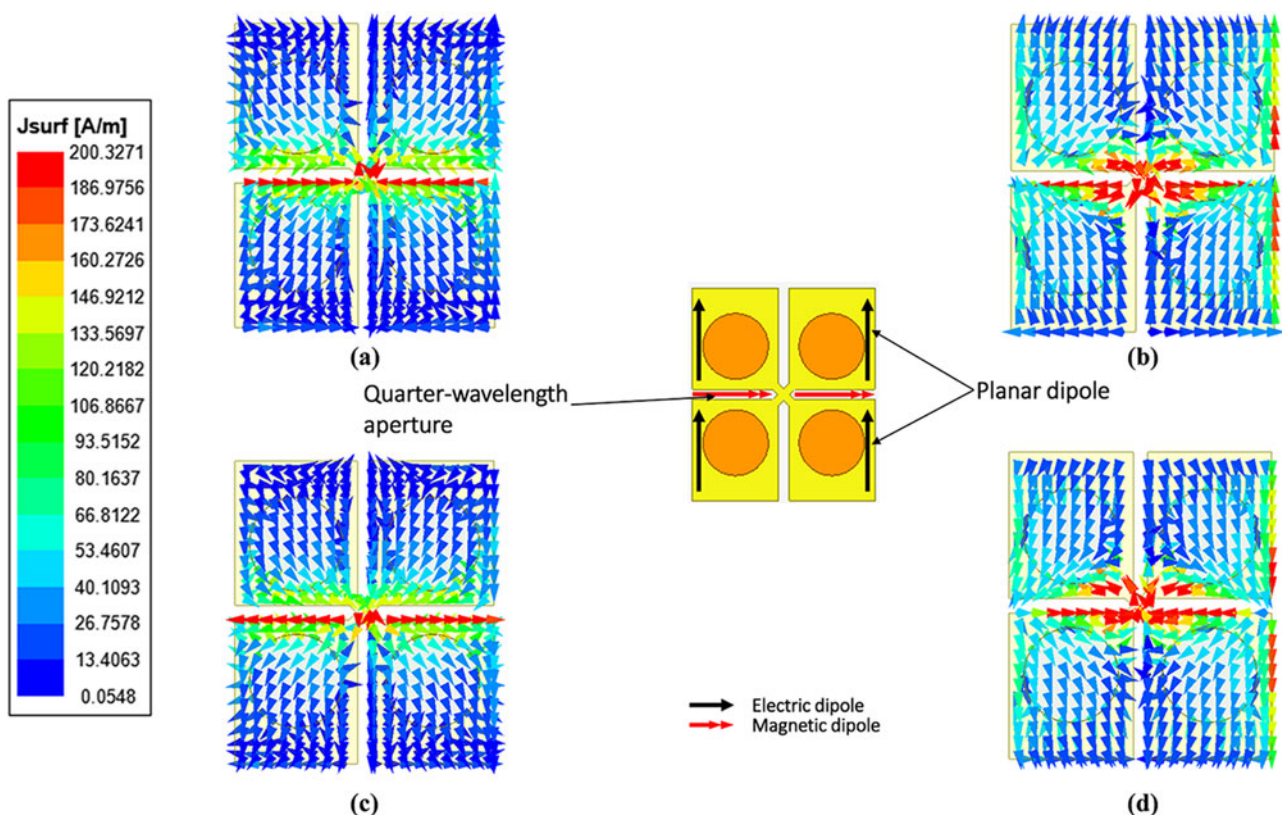 Jsurf [A/m]
200.3271
186.9756
173.6241
160.2726
146.9212
133.5697
120.2182
106.8667
93.5152
80.1637
66.8122
53.4607
40.1093
26.7578
13.4063
0.0548
(a)
(b)
Quarter-wavelength
aperture
Planar dipole
Electric dipole
Magnetic dipole
(c)
(d)